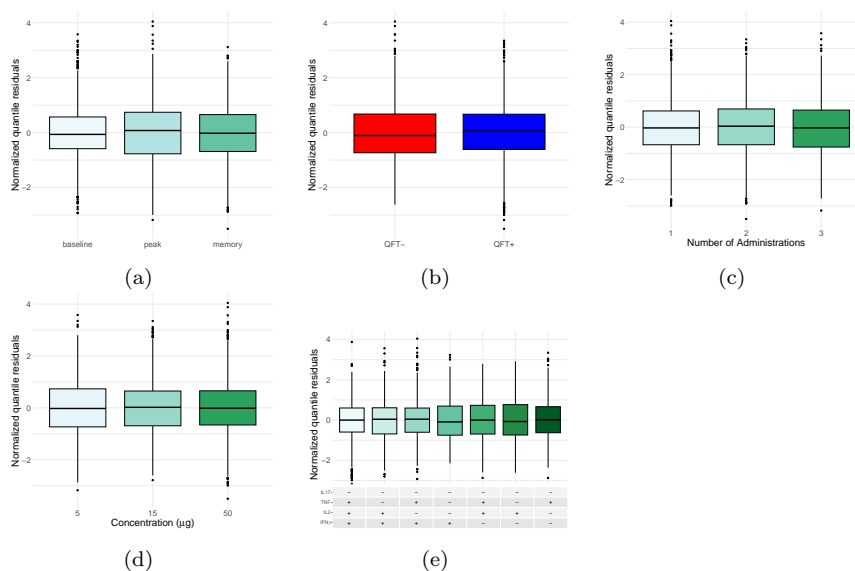 Normalized quantile residuals
4
2
0
−2
baseline peak memory
(a)
Normalized quantile residuals
4
2
0
−2
QFT− QFT+
(b)
Normalized quantile residuals
4
2
0
−2
1 2 3
Number of Administrations
(c)
Normalized quantile residuals
4
2
0
−2
5 15 50
Concentration (μg)
(d)
Normalized quantile residuals
4
2
0
−2
IL17 − − − − − − −
TNF + − + − + − +
IL2 + + − − + + −
IFNγ + + + + − − −
(e)